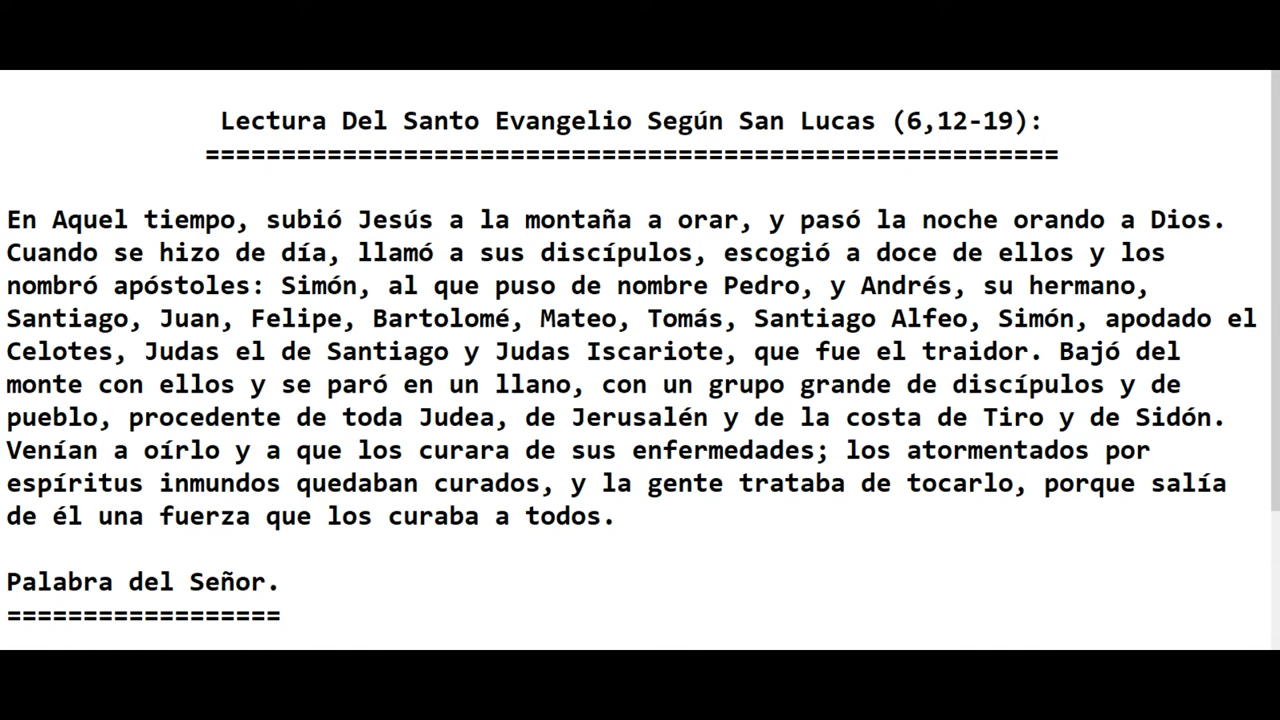 Lectura Del Santo Evangelio Según San Lucas (6,12-19):
========================================================
En Aquel tiempo, subió Jesús a la montaña a orar, y pasó la noche orando a Dios.
Cuando se hizo de día, llamó a sus discípulos, escogió a doce de ellos y los
nombró apóstoles: Simón, al que puso de nombre Pedro, y Andrés, su hermano,
Santiago, Juan, Felipe, Bartolomé, Mateo, Tomás, Santiago Alfeo, Simón, apodado el
Celotes, Judas el de Santiago y Judas Iscariote, que fue el traidor. Bajó del
monte con ellos y se paró en un llano, con un grupo grande de discípulos y de
pueblo, procedente de toda Judea, de Jerusalén y de la costa de Tiro y de Sidón.
Venían a oírlo y a que los curara de sus enfermedades; los atormentados por
espíritus inmundos quedaban curados, y la gente trataba de tocarlo, porque salía
de él una fuerza que los curaba a todos.
Palabra del Señor.
==================